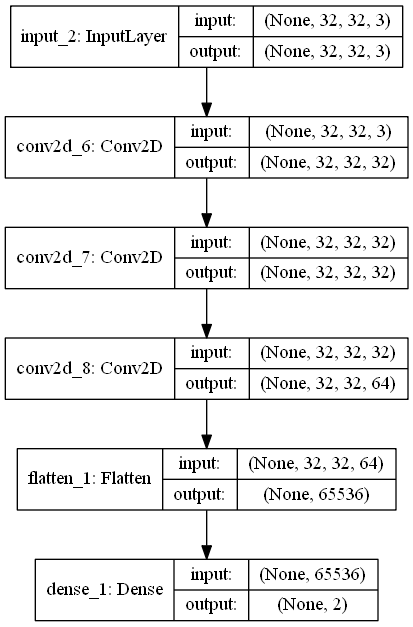 input_2: InputLayer
input: (None, 32, 32, 3)
output: (None, 32, 32, 3)
conv2d_6: Conv2D
input: (None, 32, 32, 3)
output: (None, 32, 32, 32)
conv2d_7: Conv2D
input: (None, 32, 32, 32)
output: (None, 32, 32, 32)
conv2d_8: Conv2D
input: (None, 32, 32, 32)
output: (None, 32, 32, 64)
flatten_1: Flatten
input: (None, 32, 32, 64)
output: (None, 65536)
dense_1: Dense
input: (None, 65536)
output: (None, 2)